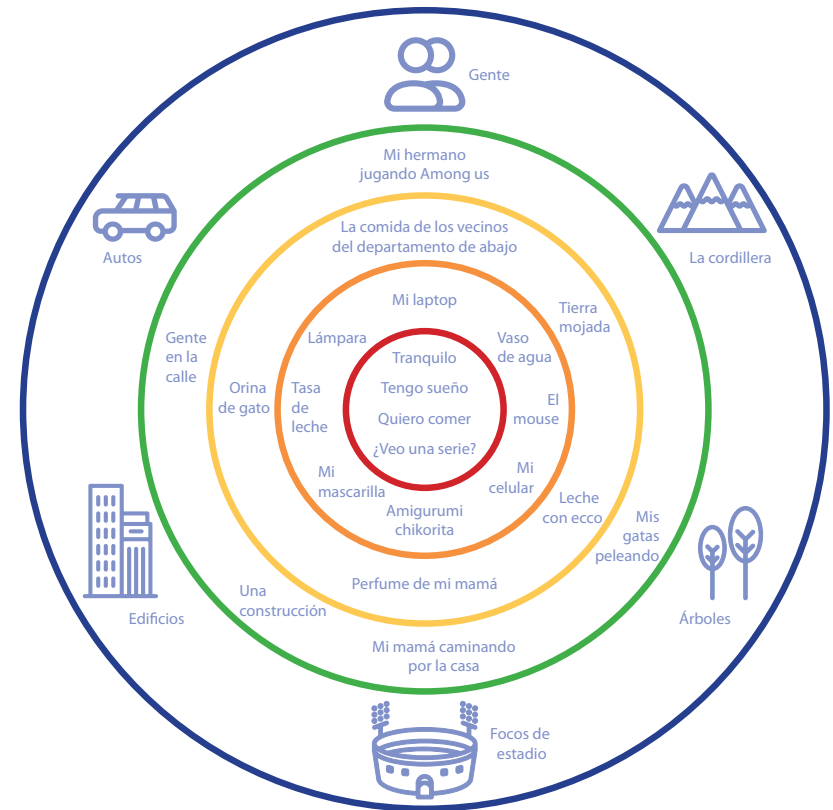 Gente
Mi hermano
jugando Among us
Autos
La cordillera
La comida de los vecinos
del departamento de abajo
Mi laptop
Tierra
mojada
Gente
en la
calle
Lámpara
Vaso
de agua
Tranquilo
Tengo sueño
Quiero comer
¿Veo una serie?
Orina
de gato
Tasa
de
leche
El
mouse
Mi
mascarilla
Mi
celular
Amigurumi
chikorita
Leche
con ecco
Mis
gatas
peleando
Una
construcción
Perfume de mi mamá
Edificios
Árboles
Mi mamá caminando
por la casa
Focos de
estadio